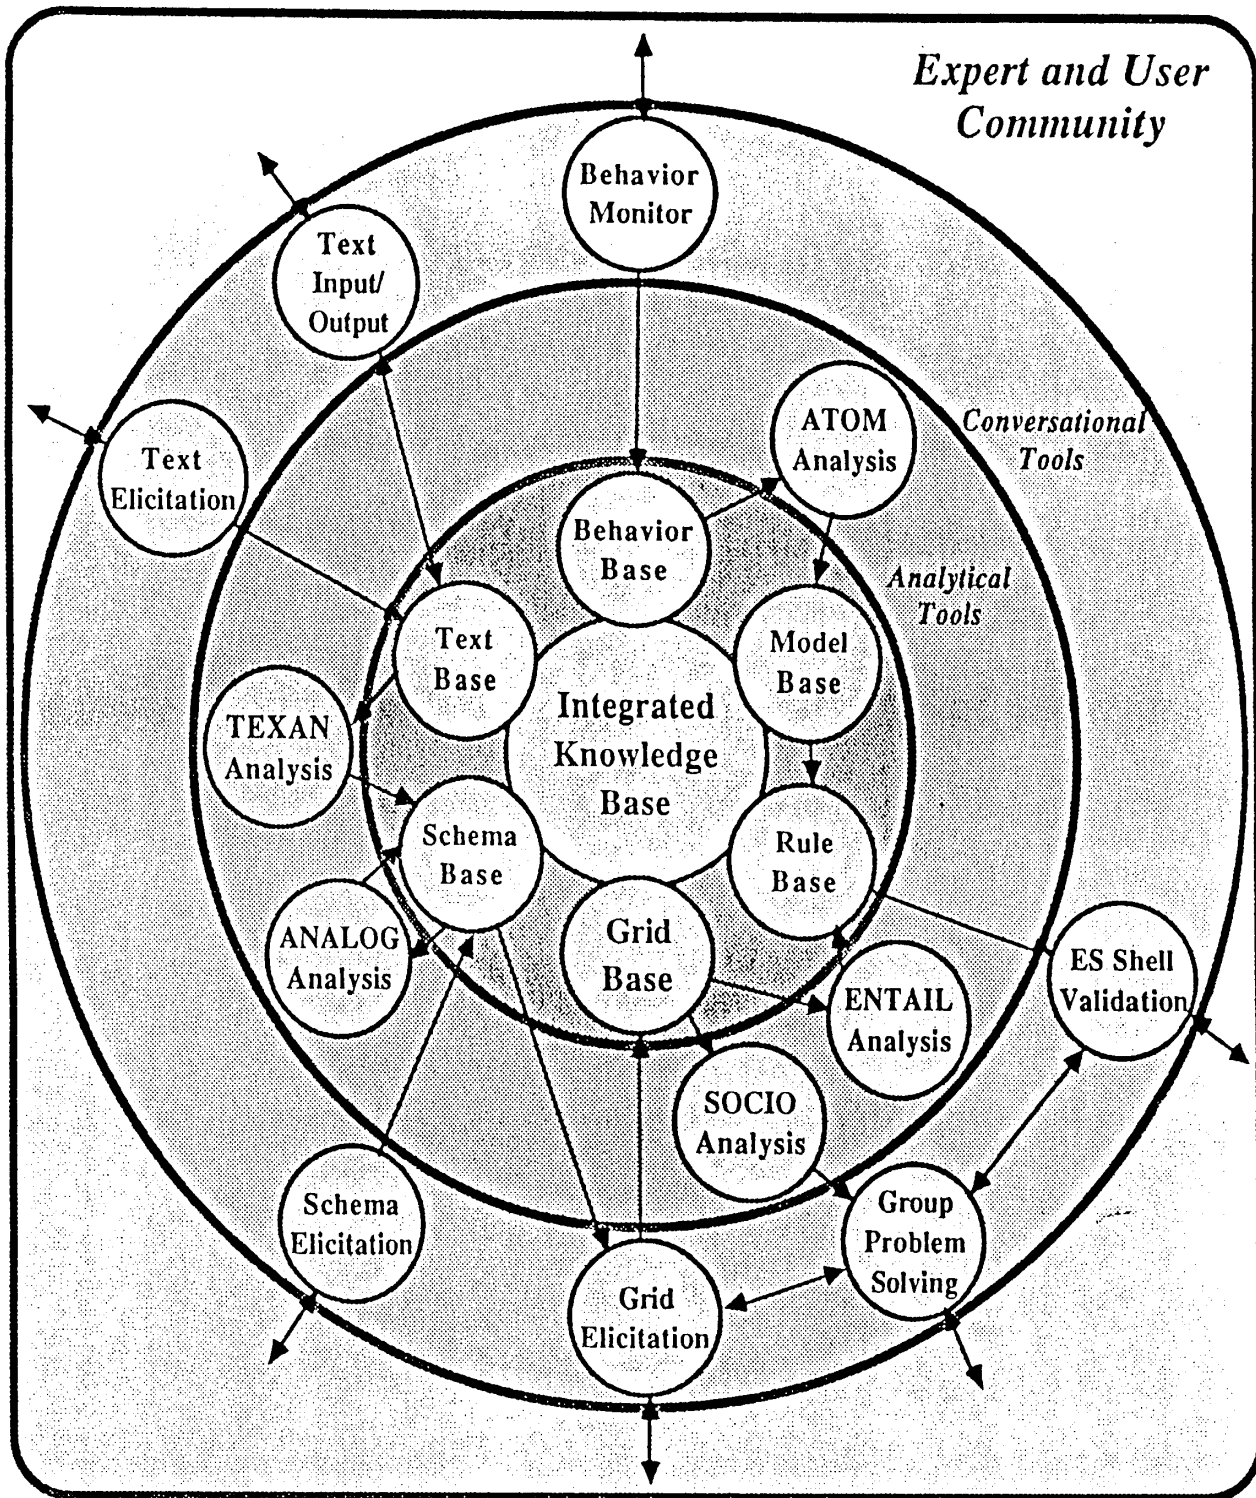 Expert and User
Community
Behavior
Monitor
Text
Input/
Output
Text
Elicitation
ATOM
Analysis
Conversational
Tools
Behavior
Base
Analytical
Tools
Text
Base
Model
Base
Integrated
Knowledge
Base
TEXAN
Analysis
Schema
Base
Rule
Base
ANALOG
Analysis
Grid
Base
ES Shell
Validation
ENTAIL
Analysis
SOCIO
Analysis
Schema
Elicitation
Group
Problem
Solving
Grid
Elicitation